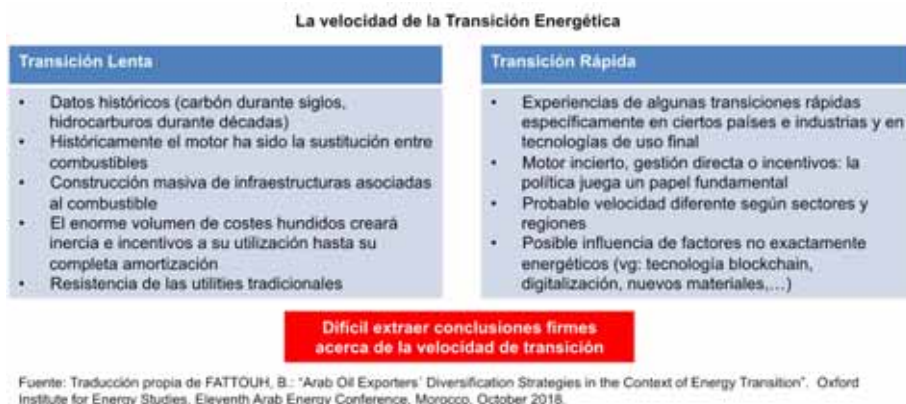 La velocidad de la Transición Energética
Transición Lenta
• Datos históricos (carbón durante siglos,
hidrocarburos durante décadas)
• Históricamente el motor ha sido la sustitución entre
combustibles
• Construcción masiva de infraestructuras asociadas
al combustible
• El enorme volumen de costes hundidos creará
inercia e incentivos a su utilización hasta su
completa amortización
• Resistencia de las utilities tradicionales
Transición Rápida
• Experiencias de algunas transiciones rápidas
específicamente en ciertos países e industrias y en
tecnologías de uso final
• Motor incierto, gestión directa o incentivos: la
política juega un papel fundamental
• Probable velocidad diferente según sectores y
regiones
• Posible influencia de factores no exactamente
energéticos (vg: tecnología blockchain,
digitalización, nuevos materiales,…)
Difícil extraer conclusiones firmes
acerca de la velocidad de transición
Fuente: Traducción propia de FATTOUH, B.: "Arab Oil Exporters´ Diversification Strategies in the Context of Energy Transition". Oxford
Institute for Energy Studies. Eleventh Arab Energy Conference. Morocco, October 2018.